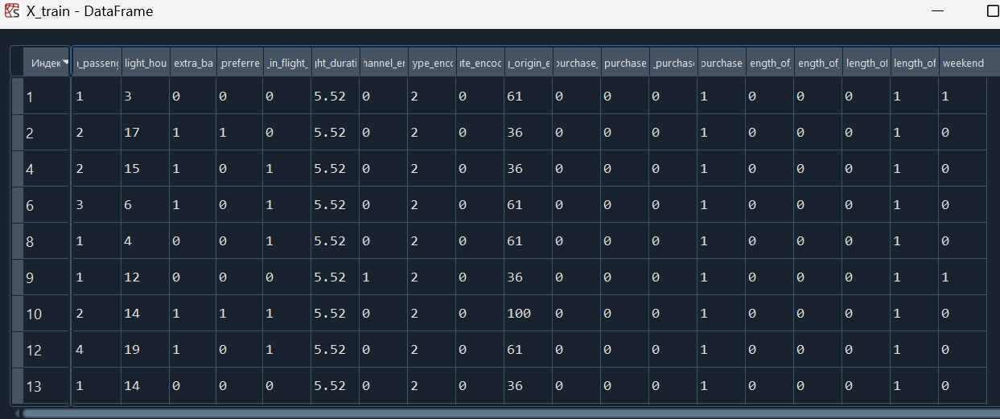 X_train - DataFrame
Индек ı_passeng light_hou extra_ba _preferre _in_flight_ ght_durati hannel_er type_enco ute_encod g_origin_e purchase_ purchase _purchase purchase ength_of_ ength_of_ length_of length_of weekend
1 1 3 0 0 0 5.52 0 2 0 61 0 0 0 1 0 0 0 1 1
2 2 17 1 1 0 5.52 0 2 0 36 0 0 0 1 0 0 0 1 0
4 2 15 1 0 1 5.52 0 2 0 36 0 0 0 1 0 0 0 1 0
6 3 6 1 0 1 5.52 0 2 0 61 0 0 0 1 0 0 0 1 0
8 1 4 0 0 1 5.52 0 2 0 61 0 0 0 1 0 0 0 1 0
9 1 12 0 0 0 5.52 1 2 0 36 0 0 0 1 0 0 0 1 1
10 2 14 1 1 1 5.52 0 2 0 100 0 0 0 1 0 0 0 1 0
12 4 19 1 0 1 5.52 0 2 0 61 0 0 0 1 0 0 0 1 0
13 1 14 0 0 0 5.52 0 2 0 36 0 0 0 1 0 0 0 1 0